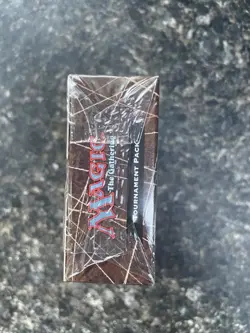 MAGIC
The Gathering
TOURNAMENT PACK